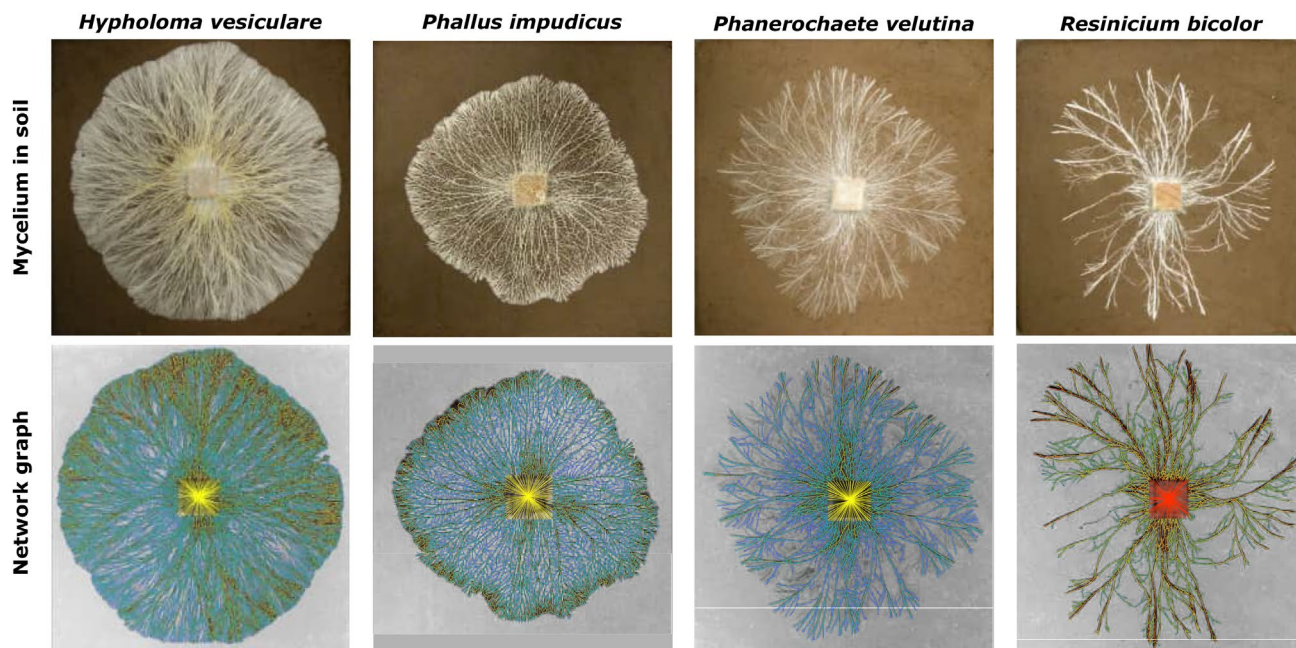 Hypholoma vesiculare
Phallus impudicus
Phanerochaete velutina
Resinicium bicolor
Mycelium in soil
Network graph